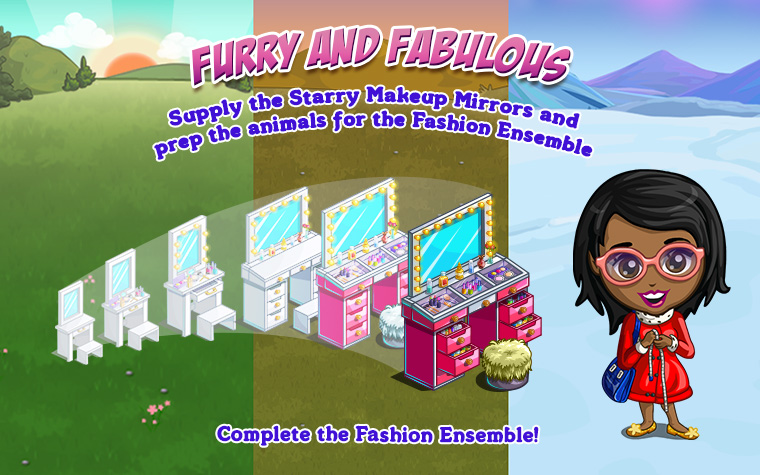 FURRY AND FABULOUS
Supply the Starry Makeup Mirrors and
prep the animals for the Fashion Ensemble
Complete the Fashion Ensemble!